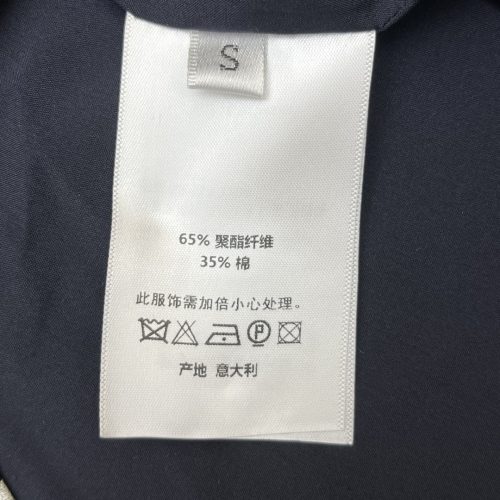 S
65% 聚酯纤维
35% 棉
此服饰需加倍小心处理。
P
产地 意大利